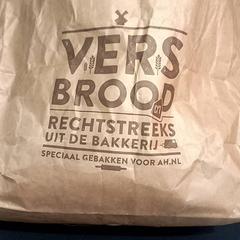 VERS
BROOD
RECHTSTREEKS
UIT DE BAKKERIJ
SPECIAAL GEBAKKEN VOOR AH.NL